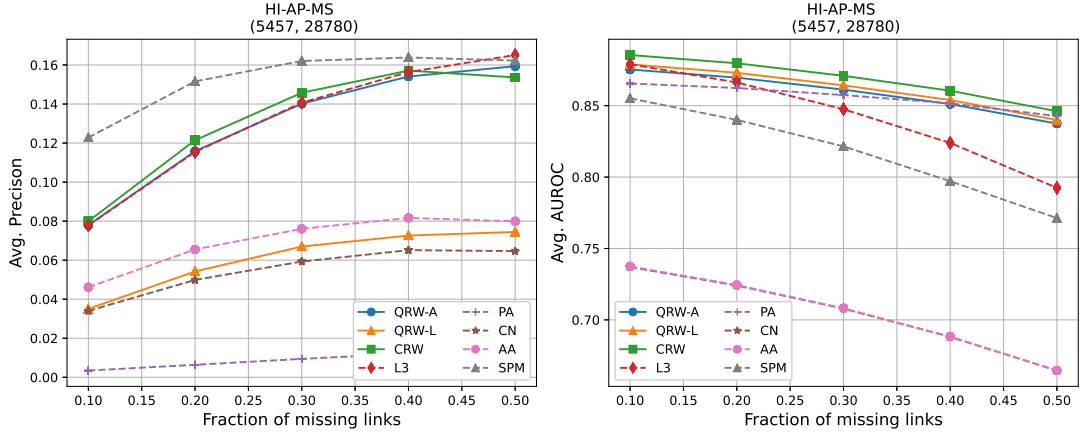 HI-AP-MS
(5457, 28780)
Avg. Precison
0.16
0.14
0.12
0.10
0.08
0.06
0.04
0.02
0.00
QRW-A
QRW-L
CRW
L3
PA
CN
AA
SPM
0.10 0.15 0.20 0.25 0.30 0.35 0.40 0.45 0.50
Fraction of missing links
HI-AP-MS
(5457, 28780)
Avg. AUROC
0.85
0.80
0.75
0.70
QRW-A
QRW-L
CRW
L3
PA
CN
AA
SPM
0.10 0.15 0.20 0.25 0.30 0.35 0.40 0.45 0.50
Fraction of missing links